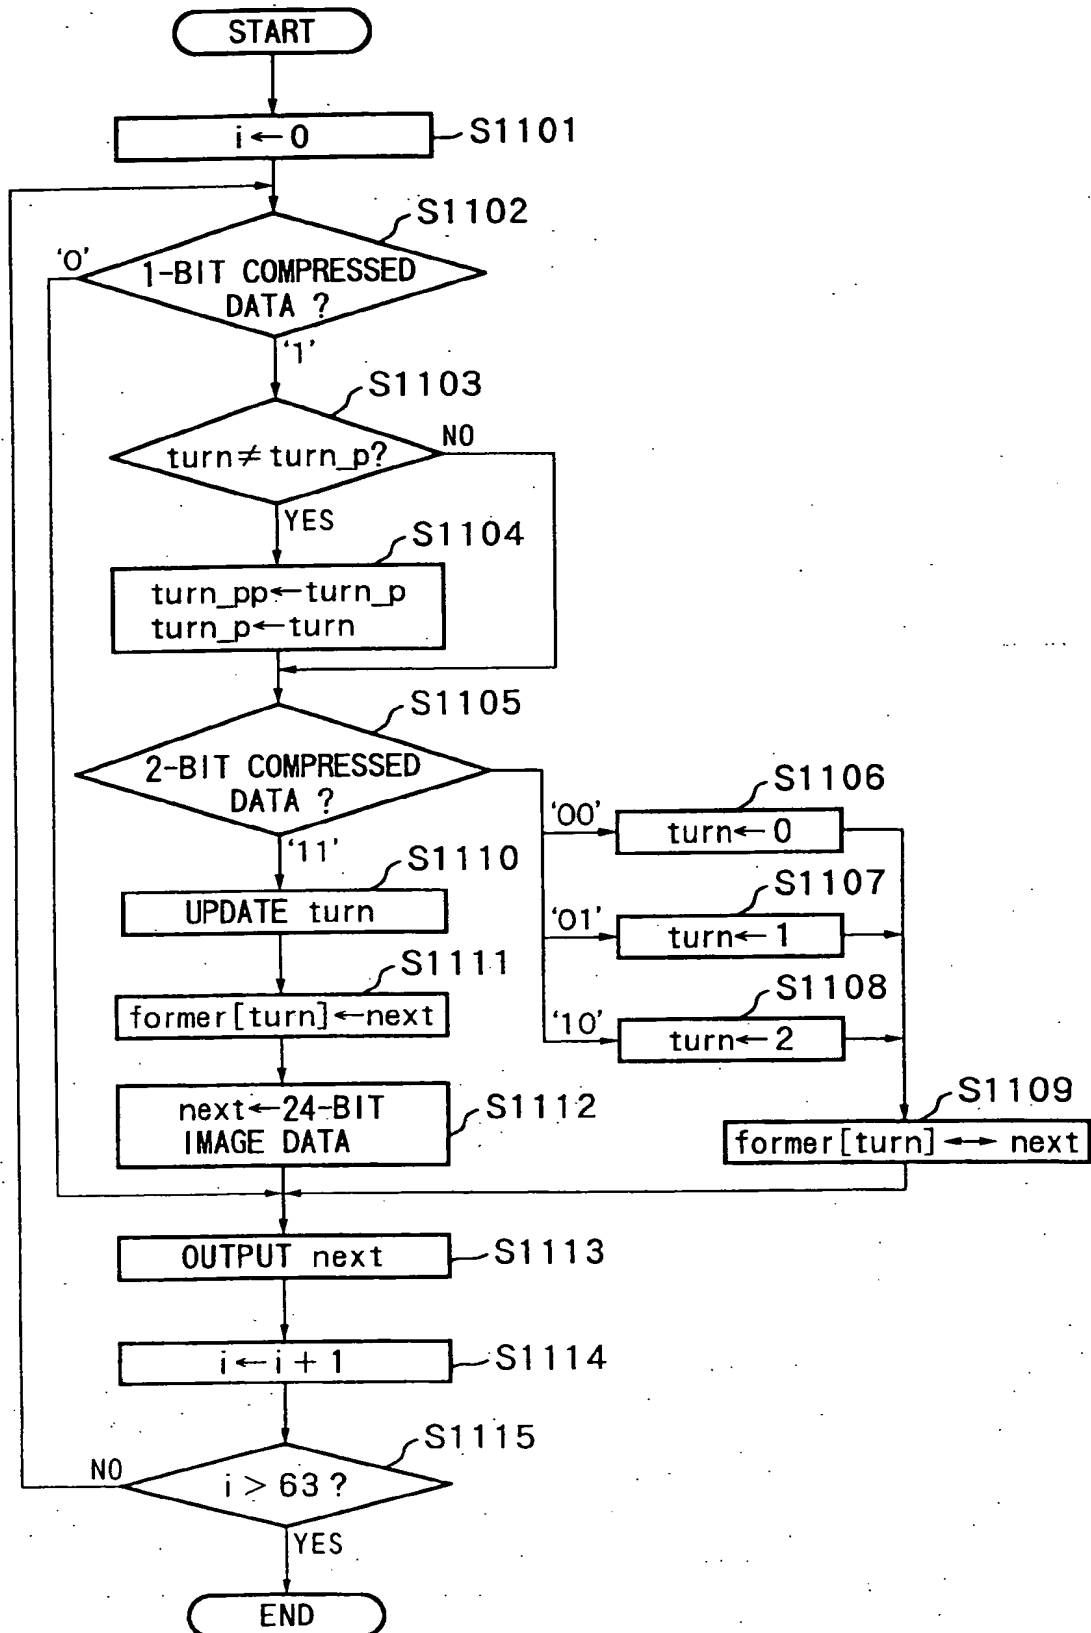 START
i←0
S1101
S1102
'0'
1-BIT COMPRESSED
DATA ?
'1'
S1103
turn≠turn_p?
NO
YES
S1104
turn_pp←turn_p
turn_p←turn
S1105
2-BIT COMPRESSED
DATA ?
'00'
S1106
turn←0
'01'
S1107
turn←1
'10'
S1108
turn←2
S1109
former[turn]↔next
'11'
S1110
UPDATE turn
S1111
former[turn]←next
next←24-BIT
IMAGE DATA
S1112
OUTPUT next
S1113
i←i+1
S1114
S1115
NO
i>63?
YES
END